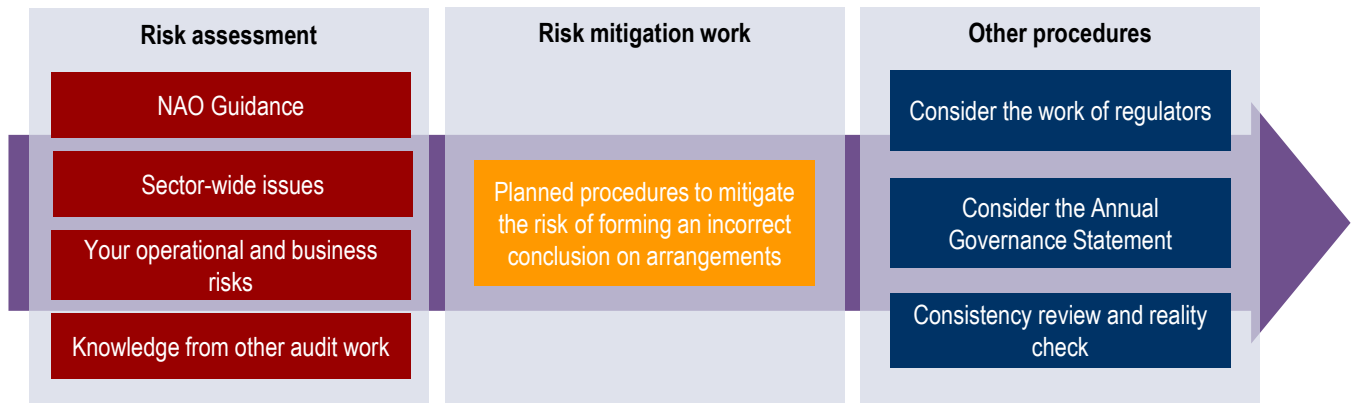 Risk assessment
NAO Guidance
Sector-wide issues
Your operational and business
risks
Knowledge from other audit work
Risk mitigation work
Planned procedures to mitigate
the risk of forming an incorrect
conclusion on arrangements
Other procedures
Consider the work of regulators
Consider the Annual
Governance Statement
Consistency review and reality
check